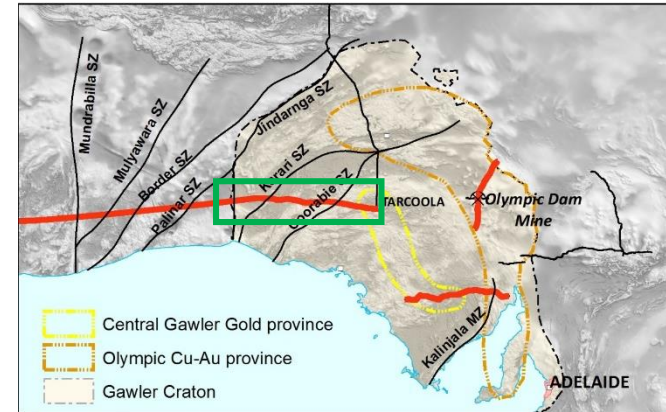 Mundrabilla SZ
Mulyawara SZ
Border SZ
Palinar SZ
Jindarnga SZ
Karari SZ
Coorabie SZ
TARCOOLA
Olympic Dam
Mine
Kalinjala MZ
ADELAIDE
Central Gawler Gold province
Olympic Cu-Au province
Gawler Craton